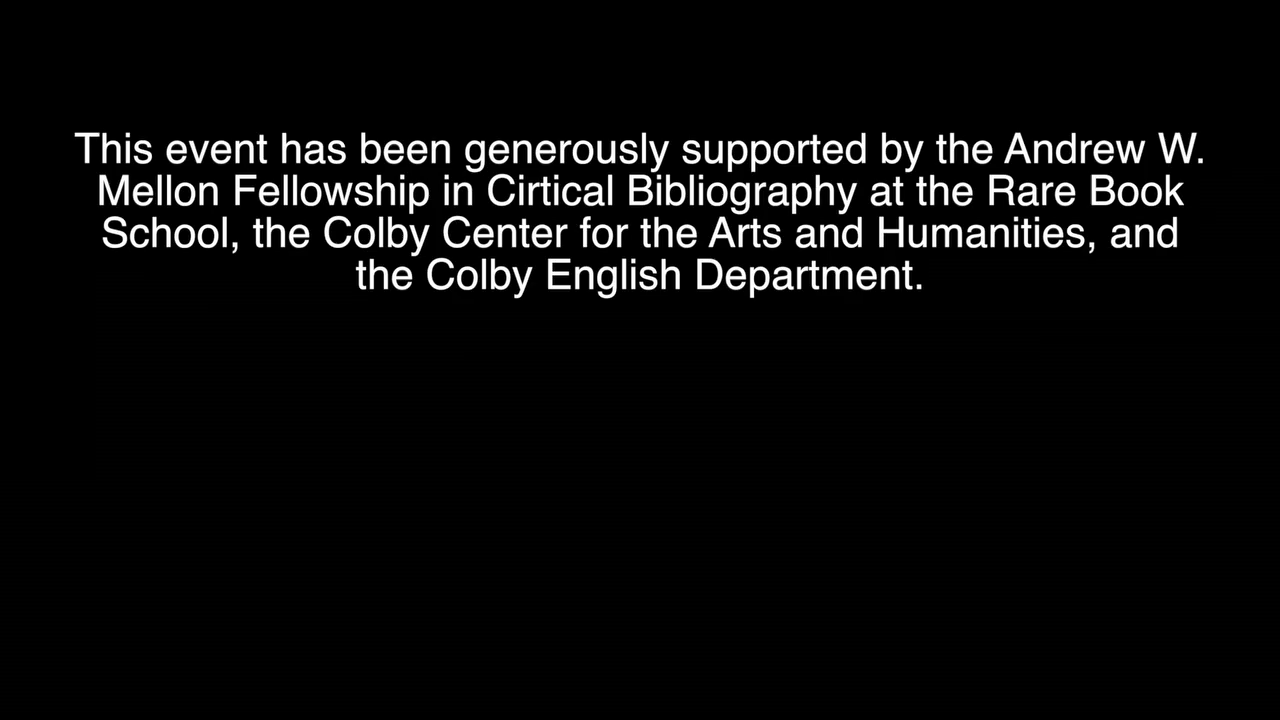 This event has been generously supported by the Andrew W.
Mellon Fellowship in Cirtical Bibliography at the Rare Book
School, the Colby Center for the Arts and Humanities, and
the Colby English Department.